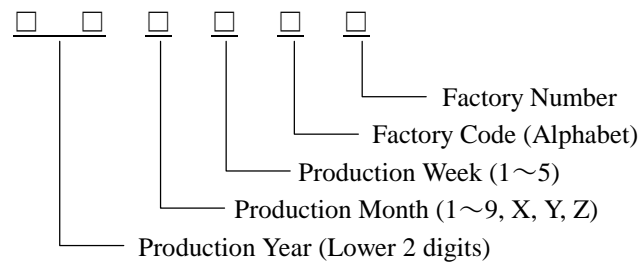 □ □ □ □ □ □
Factory Number
Factory Code (Alphabet)
Production Week (1～5)
Production Month (1～9, X, Y, Z)
Production Year (Lower 2 digits)